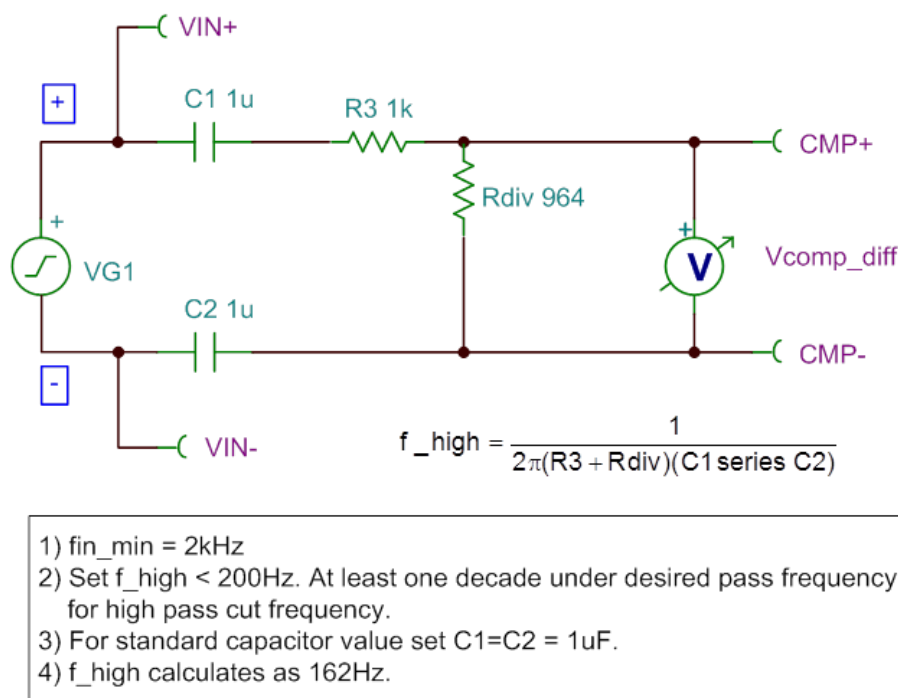 VIN+
+
C1 1u
R3 1k
CMP+
Rdiv 964
+
+
V
Vcomp_diff
VG1
C2 1u
CMP-
-
VIN-
f_high = 1 / 2π(R3 + Rdiv)(C1 series C2)
1) fin_min = 2kHz
2) Set f_high < 200Hz. At least one decade under desired pass frequency
for high pass cut frequency.
3) For standard capacitor value set C1=C2 = 1uF.
4) f_high calculates as 162Hz.